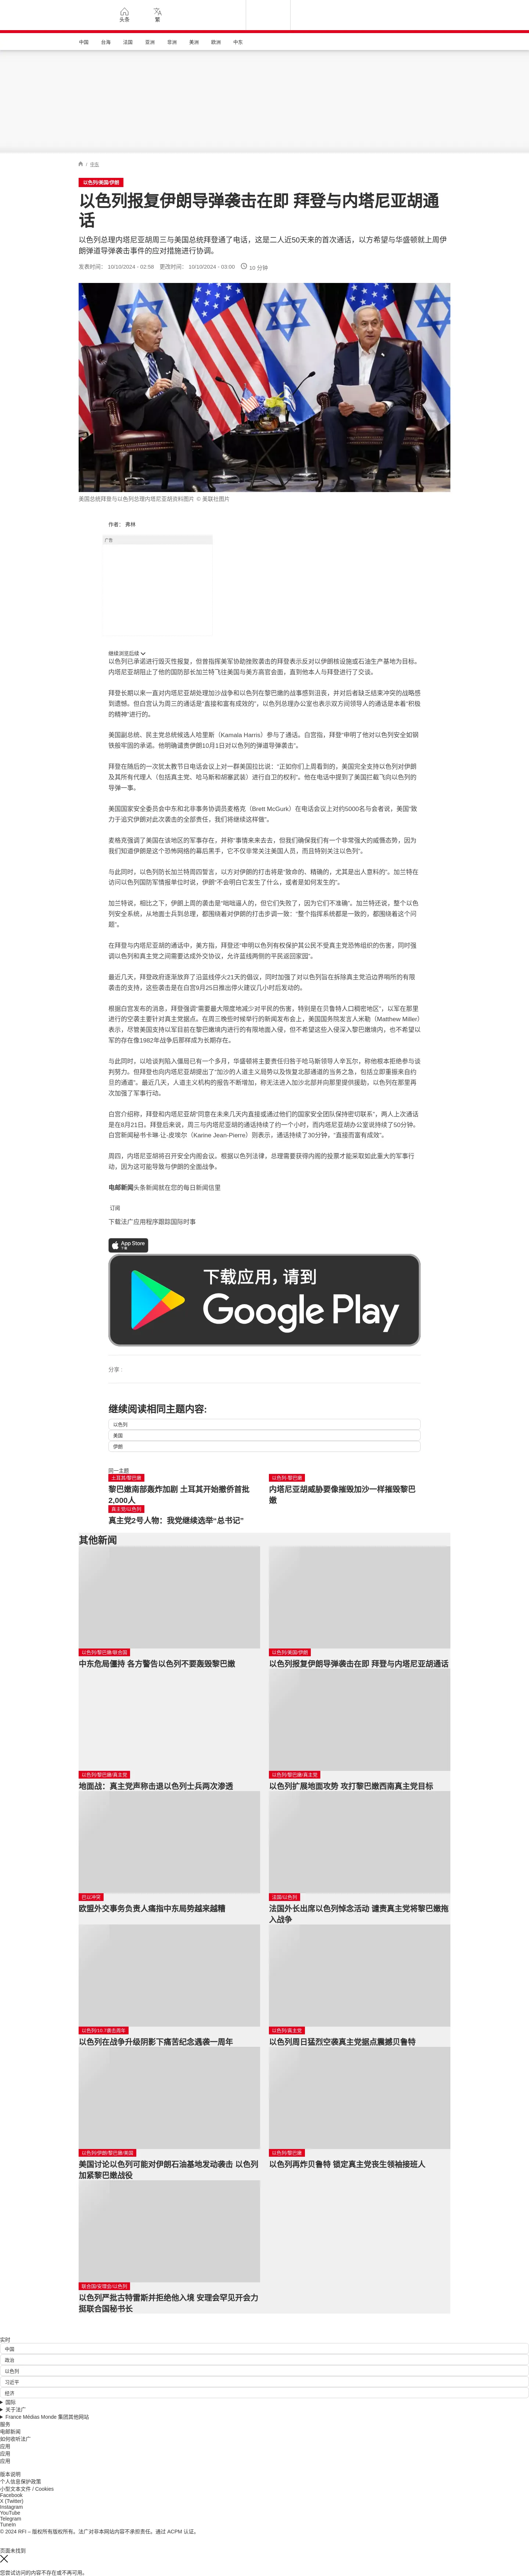 头条
繁
中国
台海
法国
亚洲
非洲
美洲
欧洲
中东
/ 中东
以色列/美国/伊朗
以色列报复伊朗导弹袭击在即 拜登与内塔尼亚胡通
话
以色列总理内塔尼亚胡周三与美国总统拜登通了电话，这是二人近50天来的首次通话，以方希望与华盛顿就上周伊
朗弹道导弹袭击事件的应对措施进行协调。
发表时间： 10/10/2024 - 02:58 更改时间： 10/10/2024 - 03:00 10 分钟
美国总统拜登与以色列总理内塔尼亚胡资料图片 © 美联社图片
作者： 弗林
广告
继续浏览后续
以色列已承诺进行毁灭性报复，但曾指挥美军协助挫败袭击的拜登表示反对以伊朗核设施或石油生产基地为目标。
内塔尼亚胡阻止了他的国防部长加兰特飞往美国与美方高官会面，直到他本人与拜登进行了交谈。
拜登长期以来一直对内塔尼亚胡处理加沙战争和以色列在黎巴嫩的战事感到沮丧，并对后者缺乏结束冲突的战略感
到遗憾。但白宫认为周三的通话是“直接和富有成效的”，以色列总理办公室也表示双方间领导人的通话是本着“积极
的精神”进行的。
美国副总统、民主党总统候选人哈里斯（Kamala Harris）参与了通话。白宫指，拜登“申明了他对以色列安全如钢
铁般牢固的承诺。他明确谴责伊朗10月1日对以色列的弹道导弹袭击”。
拜登在随后的一次犹太教节日电话会议上对一群美国拉比说：“正如你们上周看到的，美国完全支持以色列对伊朗
及其所有代理人（包括真主党、哈马斯和胡塞武装）进行自卫的权利”。他在电话中提到了美国拦截飞向以色列的
导弹一事。
美国国家安全委员会中东和北非事务协调员麦格克（Brett McGurk）在电话会议上对约5000名与会者说，美国“致
力于追究伊朗对此次袭击的全部责任，我们将继续这样做”。
麦格克强调了美国在该地区的军事存在，并称“事情来来去去，但我们确保我们有一个非常强大的威慑态势，因为
我们知道伊朗是这个恐怖网络的幕后黑手，它不仅非常关注美国人员，而且特别关注以色列”。
与此同时，以色列防长加兰特周四誓言，以方对伊朗的打击将是“致命的、精确的，尤其是出人意料的”。加兰特在
访问以色列国防军情报单位时说，伊朗“不会明白它发生了什么，或者是如何发生的”。
加兰特说，相比之下，伊朗上周的袭击是“咄咄逼人的，但它们失败了，因为它们不准确”。加兰特还说，整个以色
列安全系统，从地面士兵到总理，都围绕着对伊朗的打击步调一致：“整个指挥系统都是一致的，都围绕着这个问
题”。
在拜登与内塔尼亚胡的通话中，美方指，拜登还“申明以色列有权保护其公民不受真主党恐怖组织的伤害，同时强
调以色列和真主党之间需要达成外交协议，允许蓝线两侧的平民返回家园”。
最近几天，拜登政府逐渐放弃了沿蓝线停火21天的倡议，同时加强了对以色列旨在拆除真主党沿边界哨所的有限
袭击的支持，这些袭击是在白宫9月25日推出停火建议几小时后发动的。
根据白宫发布的消息，拜登强调“需要最大限度地减少对平民的伤害，特别是在贝鲁特人口稠密地区”，以军在那里
进行的空袭主要针对真主党据点。在周三晚些时候举行的新闻发布会上，美国国务院发言人米勒（Matthew Miller）
表示，尽管美国支持以军目前在黎巴嫩境内进行的有限地面入侵，但不希望这些入侵深入黎巴嫩境内，也不希望以
军的存在像1982年战争后那样成为长期存在。
与此同时，以哈谈判陷入僵局已有一个多月，华盛顿将主要责任归咎于哈马斯领导人辛瓦尔，称他根本拒绝参与谈
判努力。但拜登也向内塔尼亚胡提出了“加沙的人道主义局势以及恢复北部通道的当务之急，包括立即重振来自约
旦的通道”。最近几天，人道主义机构的报告不断增加，称无法进入加沙北部并向那里提供援助，以色列在那里再
次加强了军事行动。
白宫介绍称，拜登和内塔尼亚胡“同意在未来几天内直接或通过他们的国家安全团队保持密切联系”，两人上次通话
是在8月21日。拜登后来说，周三与内塔尼亚胡的通话持续了约一个小时，而内塔尼亚胡办公室说持续了50分钟。
白宫新闻秘书卡琳·让-皮埃尔（Karine Jean-Pierre）则表示，通话持续了30分钟，“直接而富有成效”。
周四，内塔尼亚胡将召开安全内阁会议。根据以色列法律，总理需要获得内阁的投票才能采取如此重大的军事行
动，因为这可能导致与伊朗的全面战争。
电邮新闻头条新闻就在您的每日新闻信里
订阅
下载法广应用程序跟踪国际时事
App Store
下载
下载应用，请到
Google Play
分享 :
继续阅读相同主题内容:
以色列
美国
伊朗
同一主题
土耳其/黎巴嫩
黎巴嫩南部轰炸加剧 土耳其开始撤侨首批
2,000人
以色列·黎巴嫩
内塔尼亚胡威胁要像摧毁加沙一样摧毁黎巴
嫩
真主党/以色列
真主党2号人物：我党继续选举“总书记”
其他新闻
以色列/黎巴嫩/联合国
中东危局僵持 各方警告以色列不要轰毁黎巴嫩
以色列/美国/伊朗
以色列报复伊朗导弹袭击在即 拜登与内塔尼亚胡通话
以色列/黎巴嫩/真主党
地面战：真主党声称击退以色列士兵两次渗透
以色列/黎巴嫩/真主党
以色列扩展地面攻势 攻打黎巴嫩西南真主党目标
巴以冲突
欧盟外交事务负责人痛指中东局势越来越糟
法国/以色列
法国外长出席以色列悼念活动 谴责真主党将黎巴嫩拖
入战争
以色列/10.7袭击周年
以色列在战争升级阴影下痛苦纪念遇袭一周年
以色列/真主党
以色列周日猛烈空袭真主党据点震撼贝鲁特
以色列/伊朗/黎巴嫩/美国
美国讨论以色列可能对伊朗石油基地发动袭击 以色列
加紧黎巴嫩战役
以色列/黎巴嫩
以色列再炸贝鲁特 锁定真主党丧生领袖接班人
联合国/安理会/以色列
以色列严批古特雷斯并拒绝他入境 安理会罕见开会力
挺联合国秘书长
实时
中国
政治
以色列
习近平
经济
国际
关于法广
France Médias Monde 集团其他网站
服务
电邮新闻
如何收听法广
应用
应用
应用
版本说明
个人信息保护政策
小型文本文件 / Cookies
Facebook
X (Twitter)
Instagram
YouTube
Telegram
TuneIn
© 2024 RFI – 版权所有版权所有。法广对非本网站内容不承担责任。通过 ACPM 认证。
页面未找到
您尝试访问的内容不存在或不再可用。